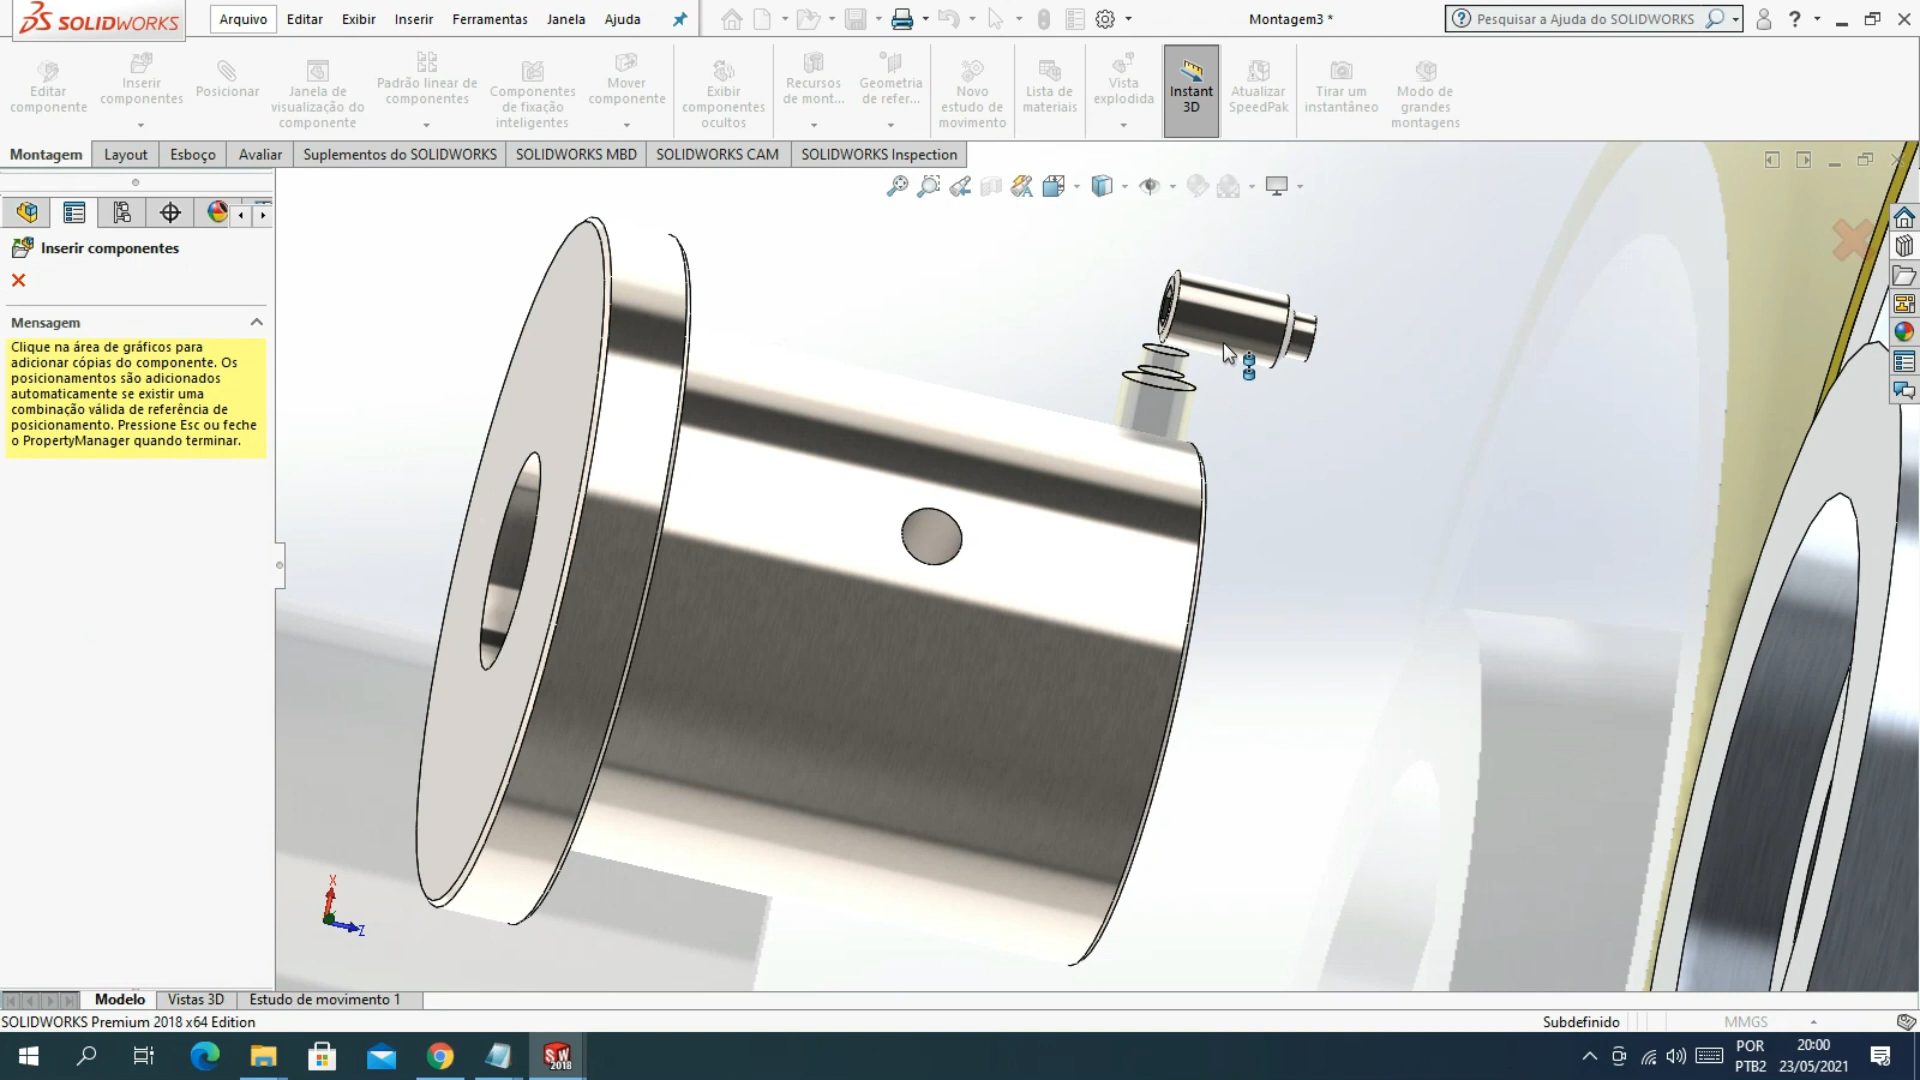 SOLIDWORKS
Arquivo
Editar
Exibir
Inserir
Ferramentas
Janela
Ajuda
Montagem3 *
Pesquisar a Ajuda do SOLIDWORKS
Editar
componente
Inserir
componentes
Posicionar
Janela de
visualização do
componente
Padrão linear de
componentes
Componentes
de fixação
inteligentes
Mover
componente
Exibir
componentes
ocultos
Recursos
de mont...
Geometria
de refer...
Novo
estudo de
movimento
Lista de
materiais
Vista
explodida
Instant
3D
Atualizar
SpeedPak
Tirar um
instantâneo
Modo de
grandes
montagens
Montagem
Layout
Esboço
Avaliar
Suplementos do SOLIDWORKS
SOLIDWORKS MBD
SOLIDWORKS CAM
SOLIDWORKS Inspection
Inserir componentes
Mensagem
Clique na área de gráficos para
adicionar cópias do componente. Os
posicionamentos são adicionados
automaticamente se existir uma
combinação válida de referência de
posicionamento. Pressione Esc ou feche
o PropertyManager quando terminar.
X
Z
Modelo
Vistas 3D
Estudo de movimento 1
SOLIDWORKS Premium 2018 x64 Edition
Subdefinido
MMGS
SW
2018
POR
PTB2
20:00
23/05/2021